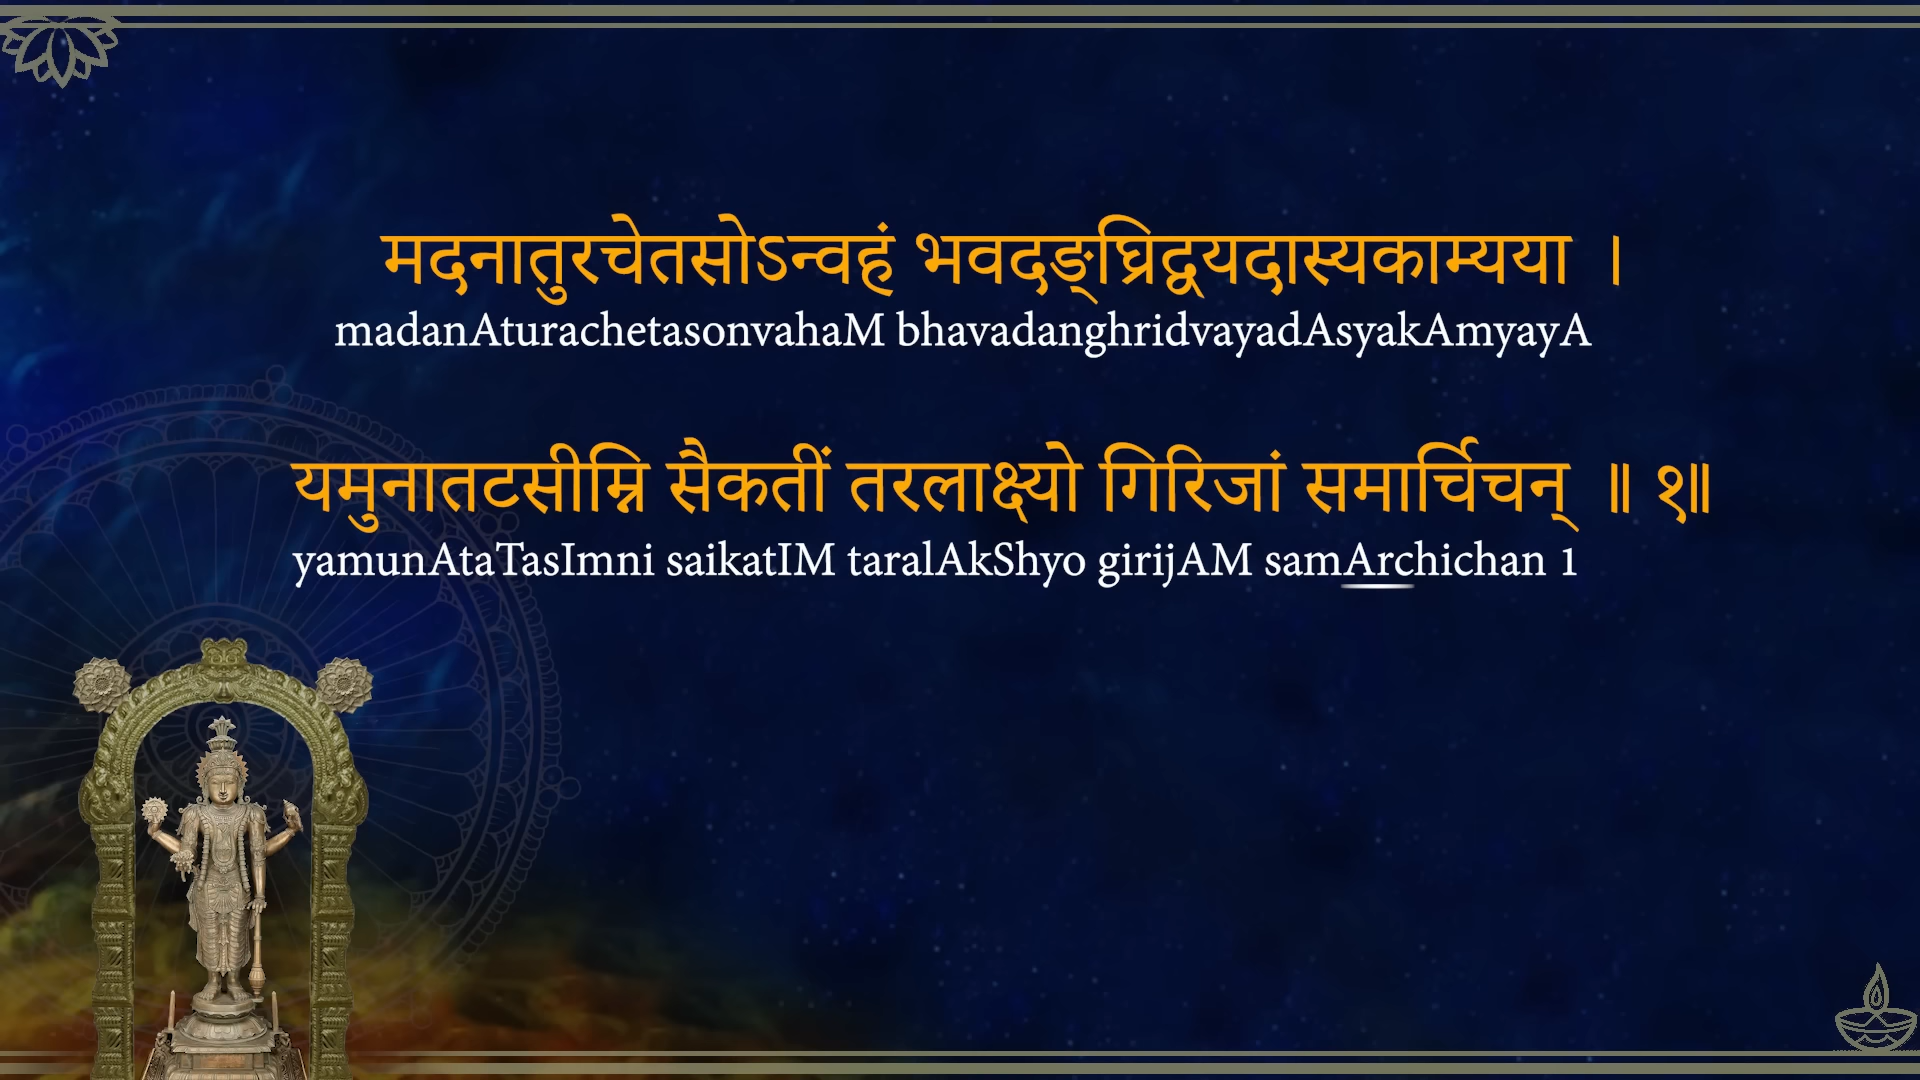 मदनातुरचेतसोऽन्वहं भवदङ्घ्रिद्वयदास्यकाम्यया ।
madanAturachetasonvahaM bhavadanghridvayadAsyakAmyayA
यमुनातटसीम्नि सैकतीं तरलाक्ष्यो गिरिजां समार्चिचन् ॥ १॥
yamunAtaTasImni saikatIM taralAkShyo girijAM samArchichan 1